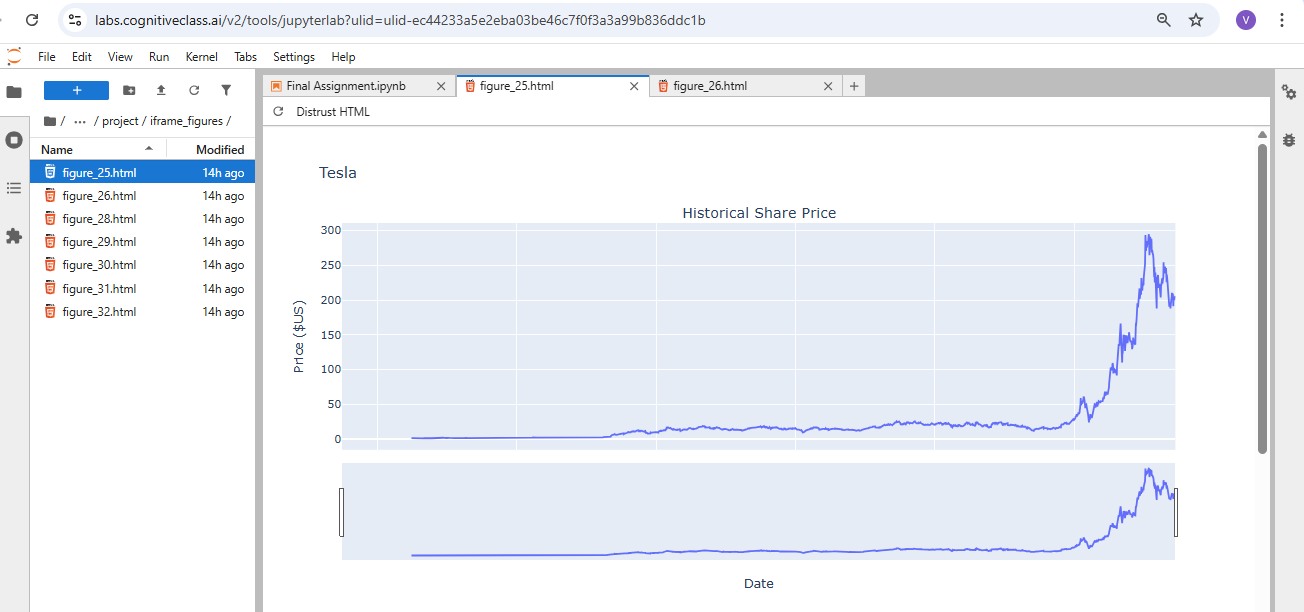 labs.cognitiveclass.ai/v2/tools/jupyterlab?ulid=ulid-ec44233a5e2eba03be46c7f0f3a3a99b836ddc1b
V
File Edit View Run Kernel Tabs Settings Help
+
/ ... / project / iframe_figures /
Name Modified
figure_25.html 14h ago
figure_26.html 14h ago
figure_28.html 14h ago
figure_29.html 14h ago
figure_30.html 14h ago
figure_31.html 14h ago
figure_32.html 14h ago
Final Assignment.ipynb
figure_25.html
figure_26.html
+
Distrust HTML
Tesla
Historical Share Price
Price ($US)
300
250
200
150
100
50
0
Date